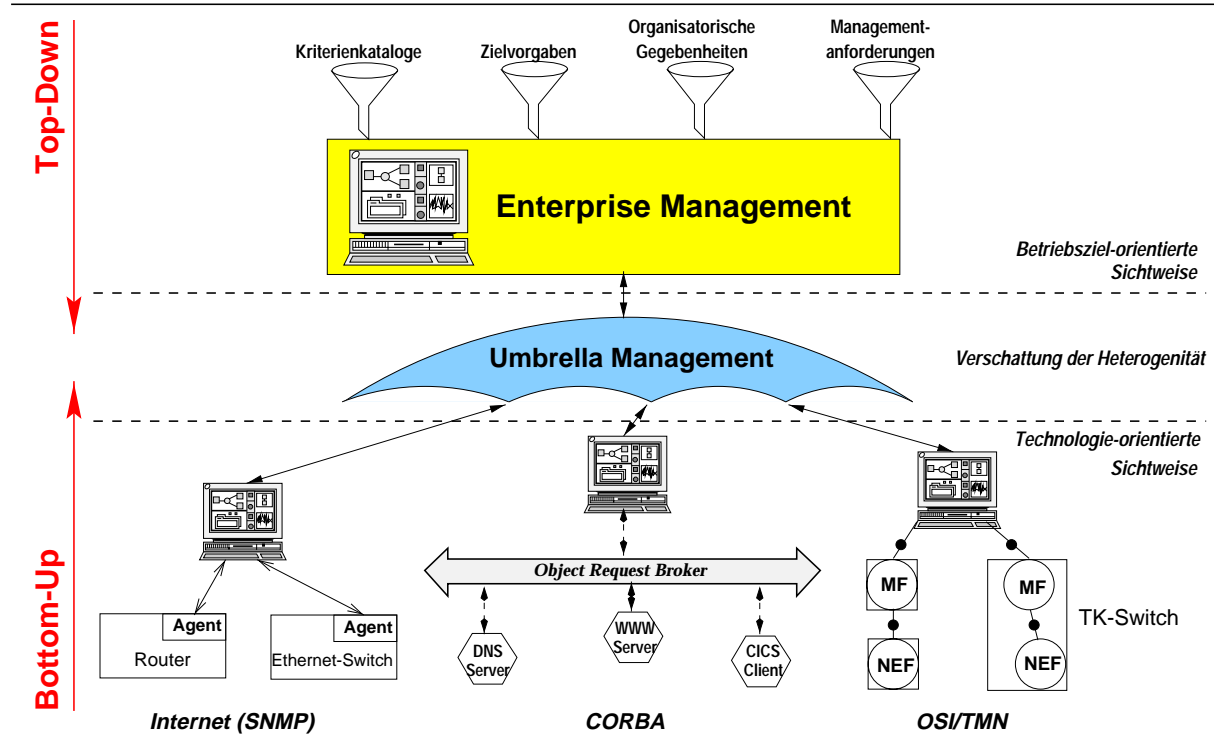 Top-Down
Kriterienkataloge
Zielvorgaben
Organisatorische
Gegebenheiten
Management-
anforderungen
Enterprise Management
Betriebsziel-orientierte
Sichtweise
Umbrella Management
Verschattung der Heterogenität
Technologie-orientierte
Sichtweise
Bottom-Up
Agent
Router
Agent
Ethernet-Switch
Internet (SNMP)
Object Request Broker
DNS
Server
WWW
Server
CICS
Client
CORBA
MF
NEF
MF
NEF
TK-Switch
OSI/TMN